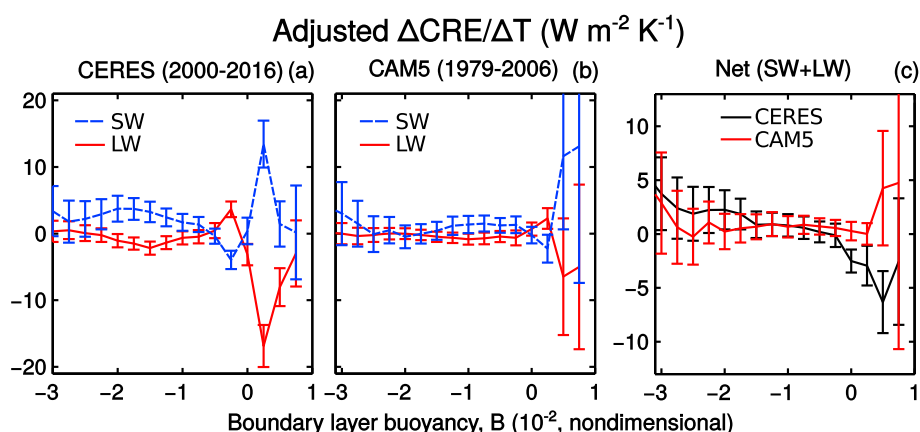 Adjusted ΔCRE/ΔT (W m⁻² K⁻¹)
CERES (2000-2016) (a)
CAM5 (1979-2006) (b)
Net (SW+LW) (c)
20
10
0
−10
−20
SW
LW
SW
LW
10
5
0
−5
−10
CERES
CAM5
−3 −2 −1 0 1
−3 −2 −1 0 1
−3 −2 −1 0 1
Boundary layer buoyancy, B (10⁻², nondimensional)